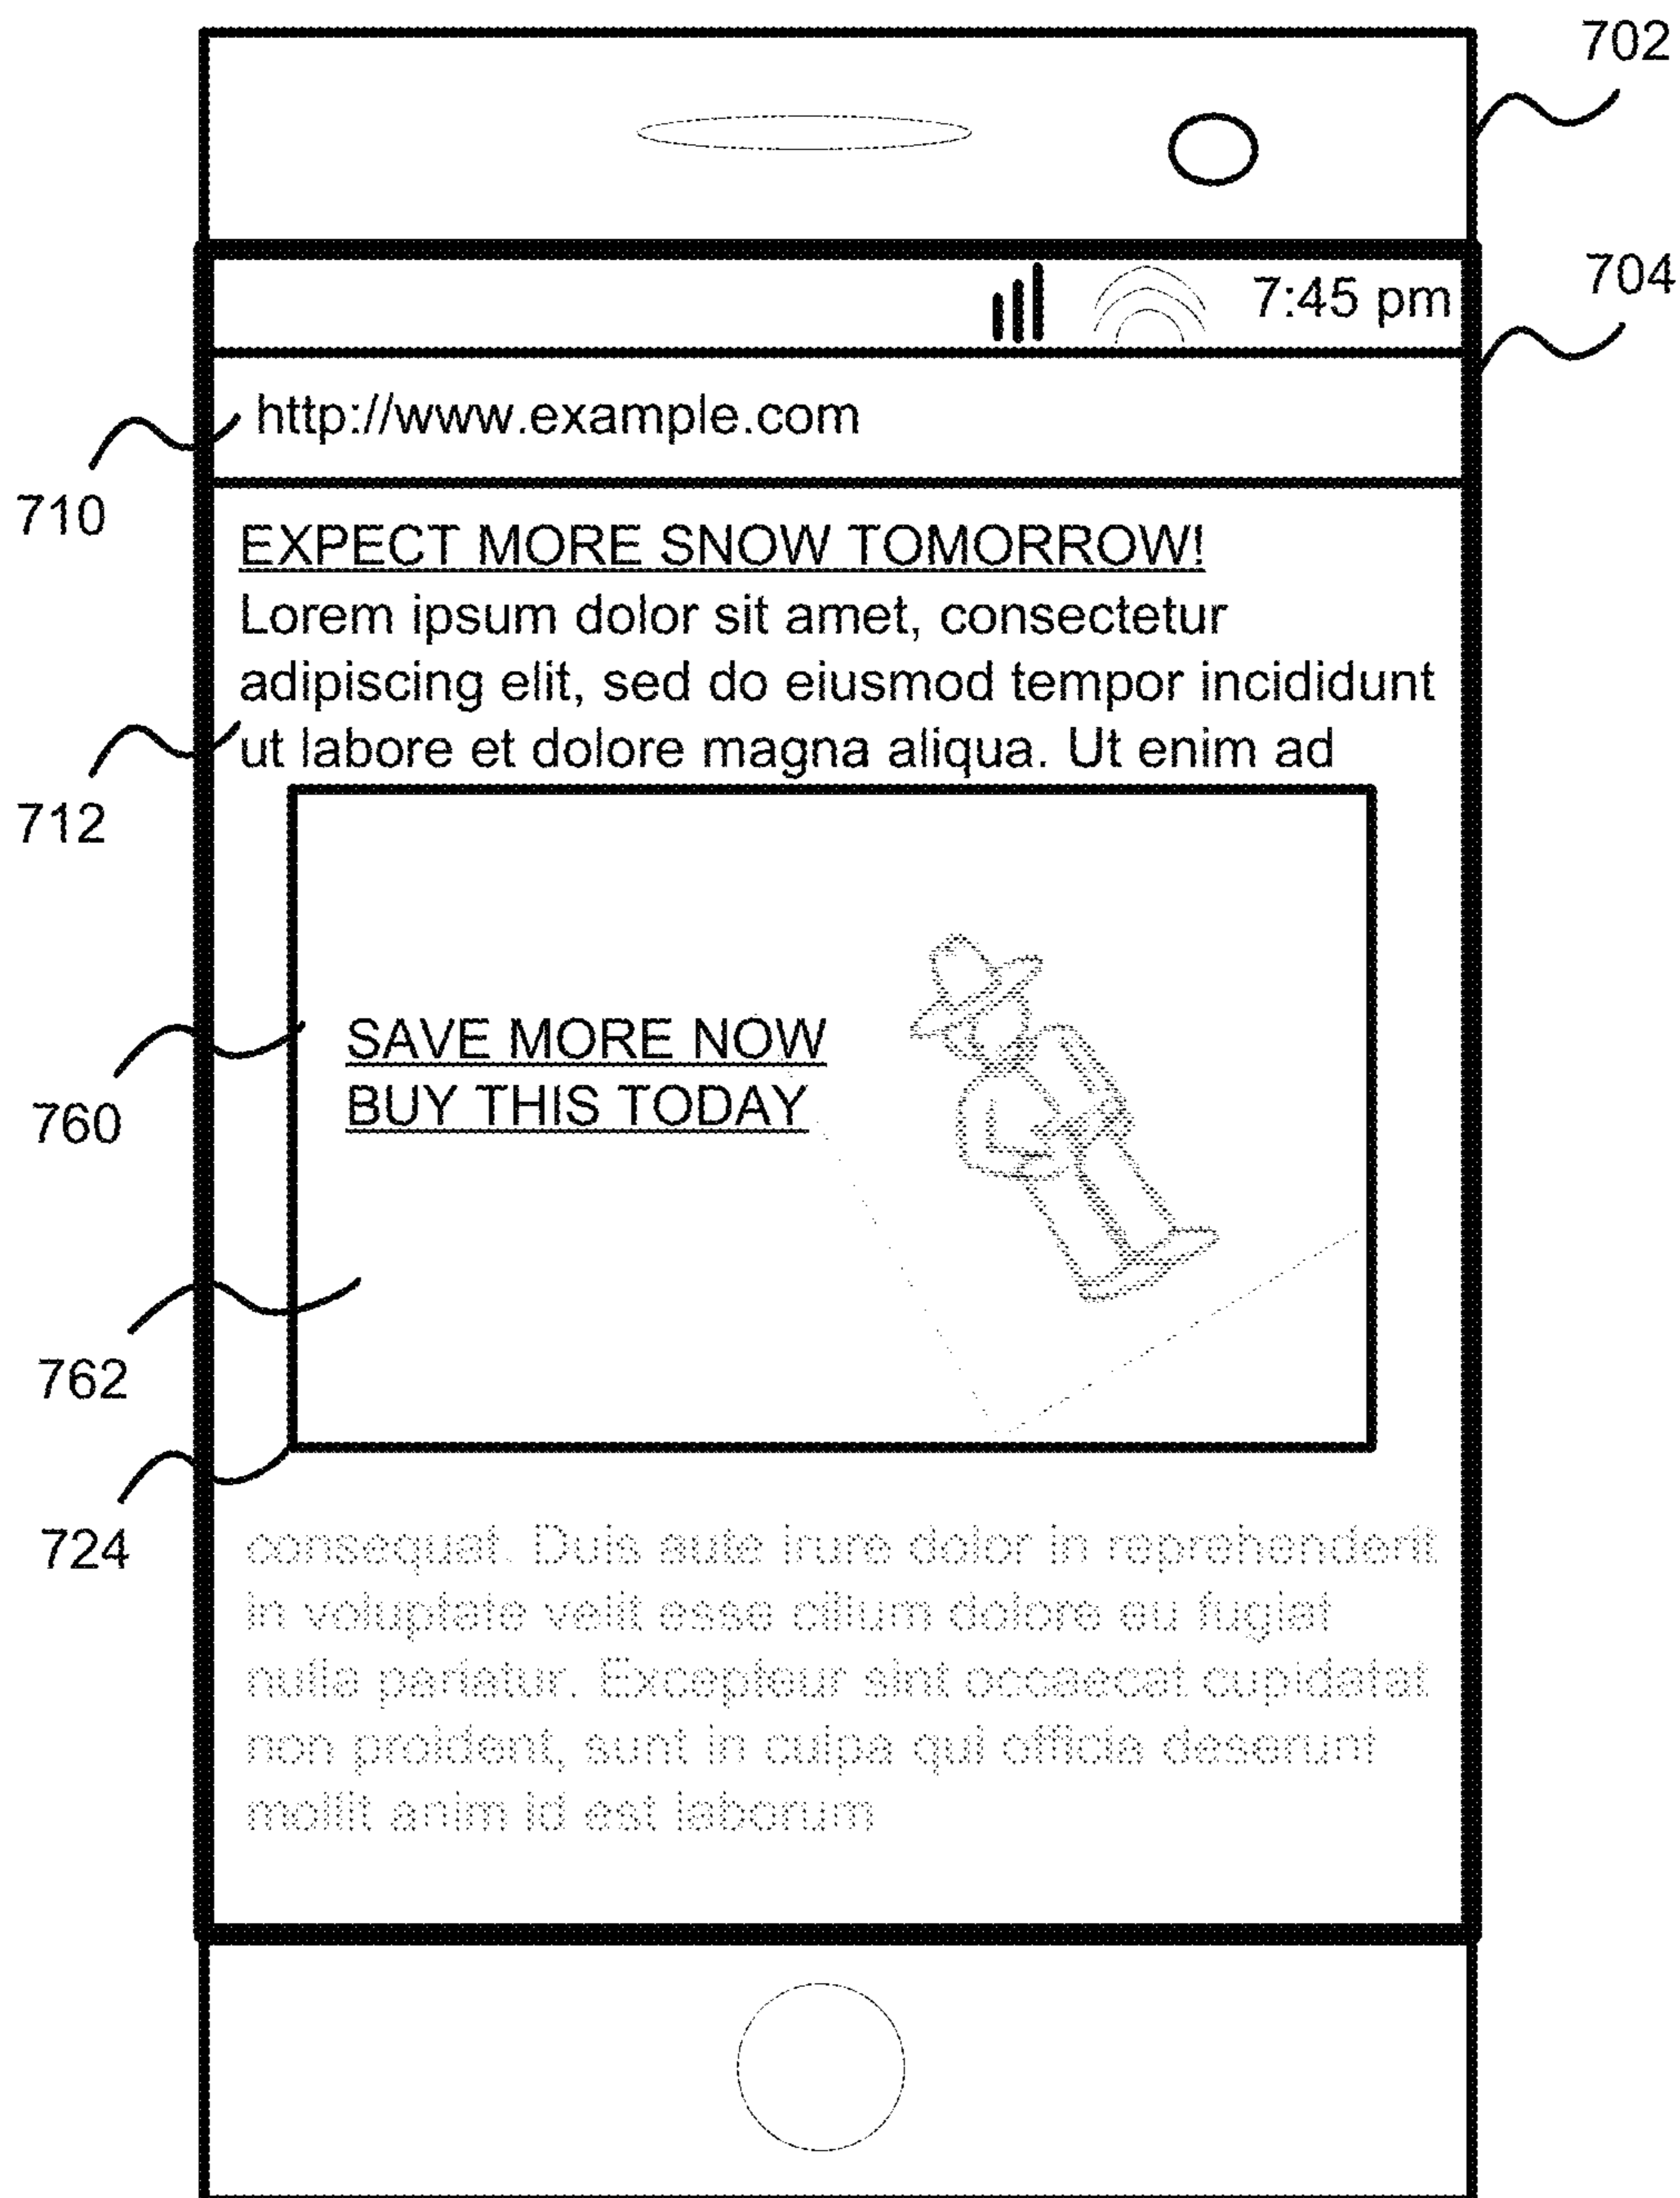 702
7:45 pm
704
http://www.example.com
710
EXPECT MORE SNOW TOMORROW!
Lorem ipsum dolor sit amet, consectetur
adipiscing elit, sed do eiusmod tempor incididunt
ut labore et dolore magna aliqua. Ut enim ad
712
SAVE MORE NOW
BUY THIS TODAY
760
762
724
consequat. Duis aute irure dolor in reprehenderit
in voluptate velit esse cillum dolore eu fugiat
nulla pariatur. Excepteur sint occaecat cupidatat
non proident, sunt in culpa qui officia deserunt
mollit anim id est laborum